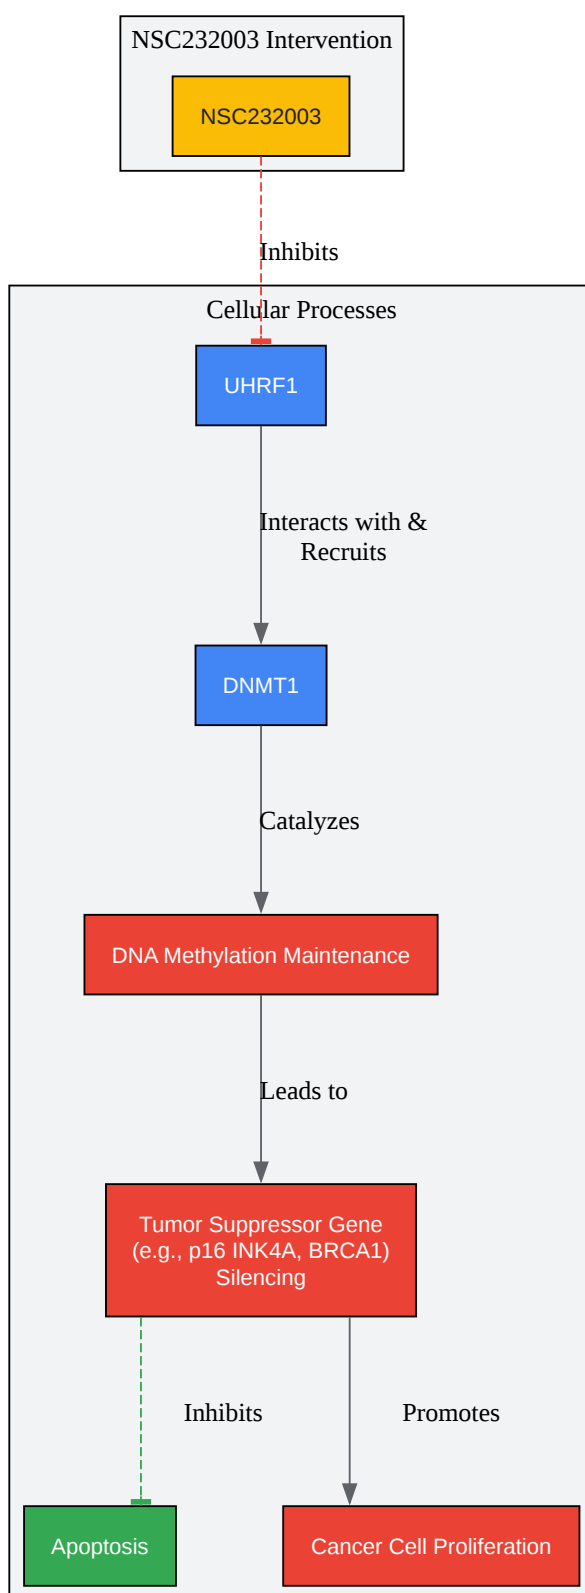 NSC232003 Intervention
NSC232003
Inhibits
Cellular Processes
UHRF1
Interacts with &
Recruits
DNMT1
Catalyzes
DNA Methylation Maintenance
Leads to
Tumor Suppressor Gene
(e.g., p16 INK4A, BRCA1)
Silencing
Inhibits
Promotes
Apoptosis
Cancer Cell Proliferation